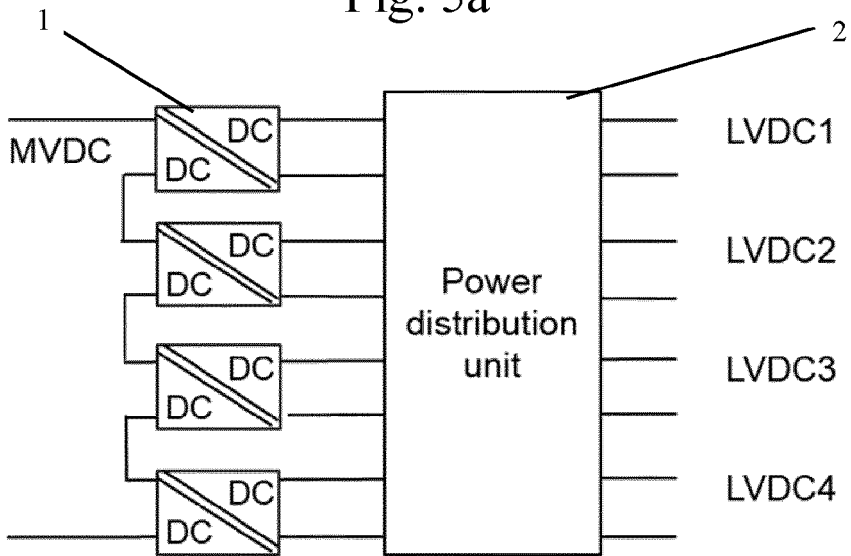 Fig. 5a
1
2
MVDC
DC
DC
LVDC1
DC
DC
LVDC2
Power
distribution
unit
DC
DC
LVDC3
DC
DC
LVDC4